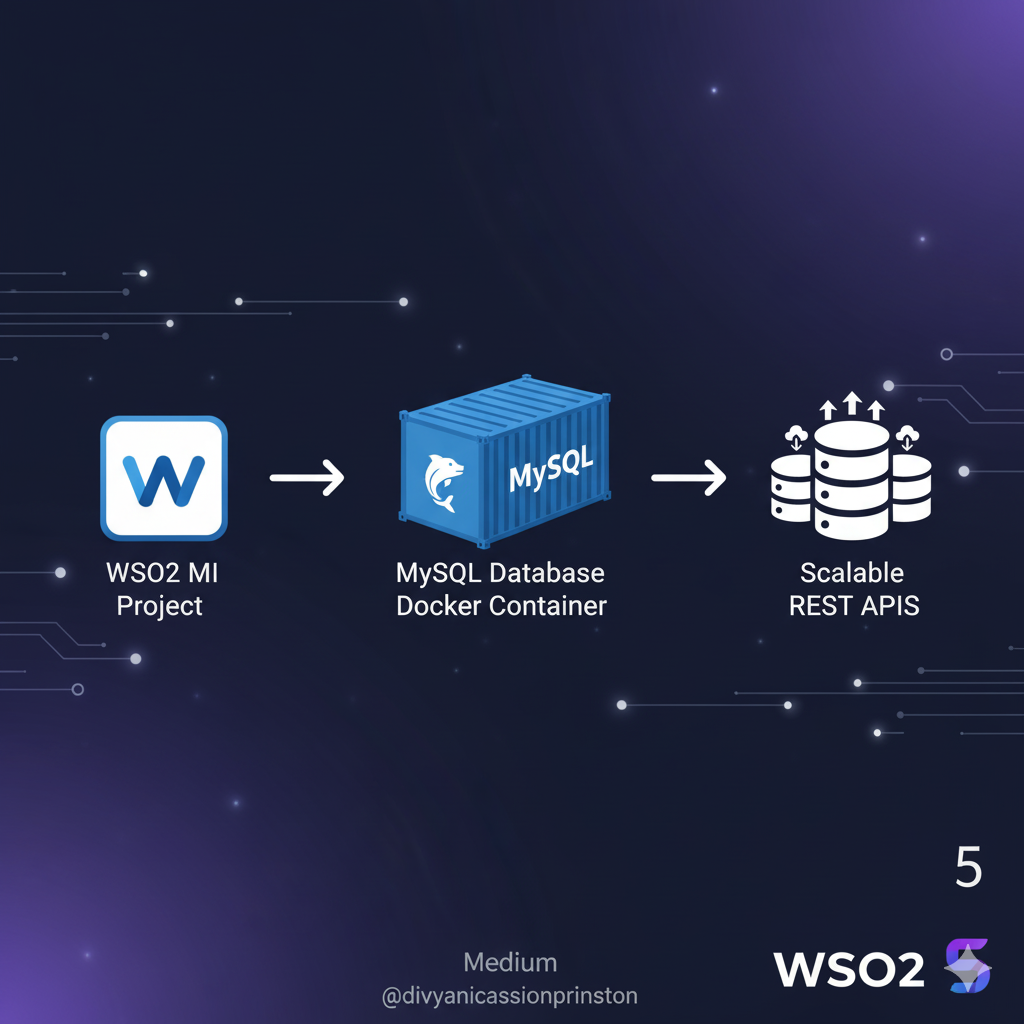 W
MySQL
WSO2 MI
Project
MySQL Database
Docker Container
Scalable
REST APIS
5
Medium
@divyanicassionprinston
WSO2 S